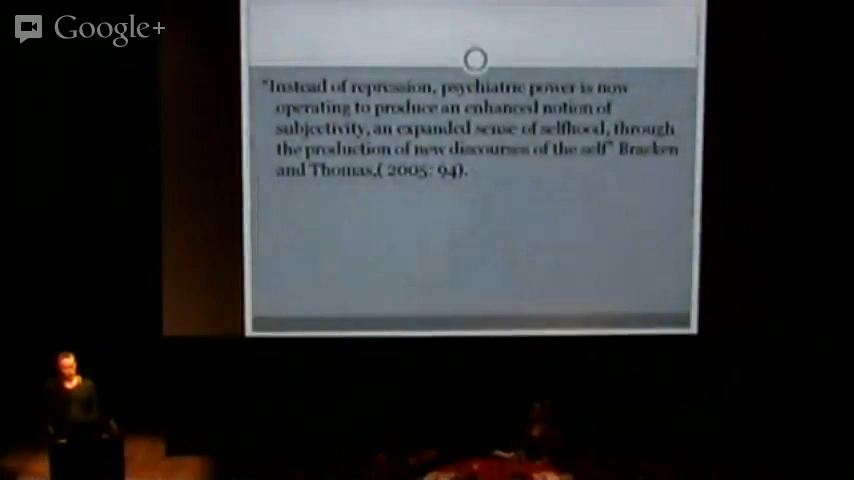 Google+
"Instead of repression, psychiatric power is now
operating to produce an enhanced notion of
subjectivity, an expanded sense of selfhood, through
the production of new discourses of the self" Bracken
and Thomas,( 2005: 94).